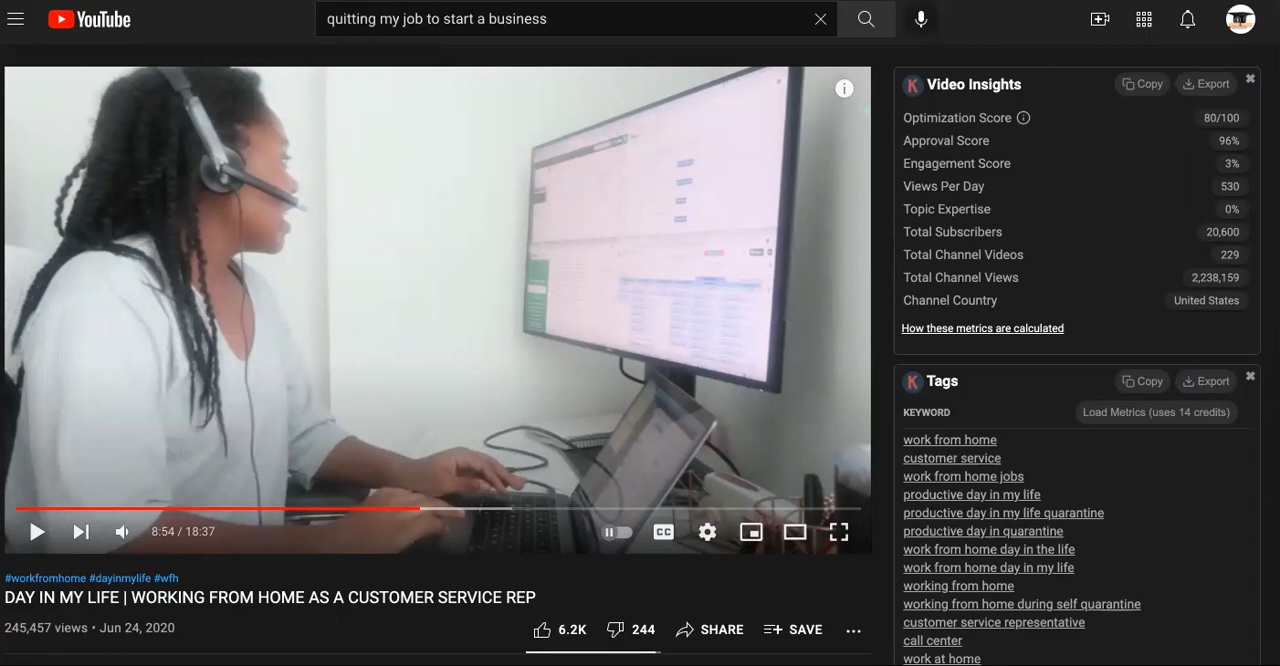 YouTube
quitting my job to start a business
8:54 / 18:37
CC
#workfromhome #dayinmylife #wfh
DAY IN MY LIFE | WORKING FROM HOME AS A CUSTOMER SERVICE REP
245,457 views • Jun 24, 2020
6.2K 244 SHARE SAVE
K Video Insights Copy Export
Optimization Score 80/100
Approval Score 96%
Engagement Score 3%
Views Per Day 530
Topic Expertise 0%
Total Subscribers 20,600
Total Channel Videos 229
Total Channel Views 2,238,159
Channel Country United States
How these metrics are calculated
K Tags Copy Export
KEYWORD Load Metrics (uses 14 credits)
work from home
customer service
work from home jobs
productive day in my life
productive day in my life quarantine
productive day in quarantine
work from home day in the life
work from home day in my life
working from home
working from home during self quarantine
customer service representative
call center
work at home